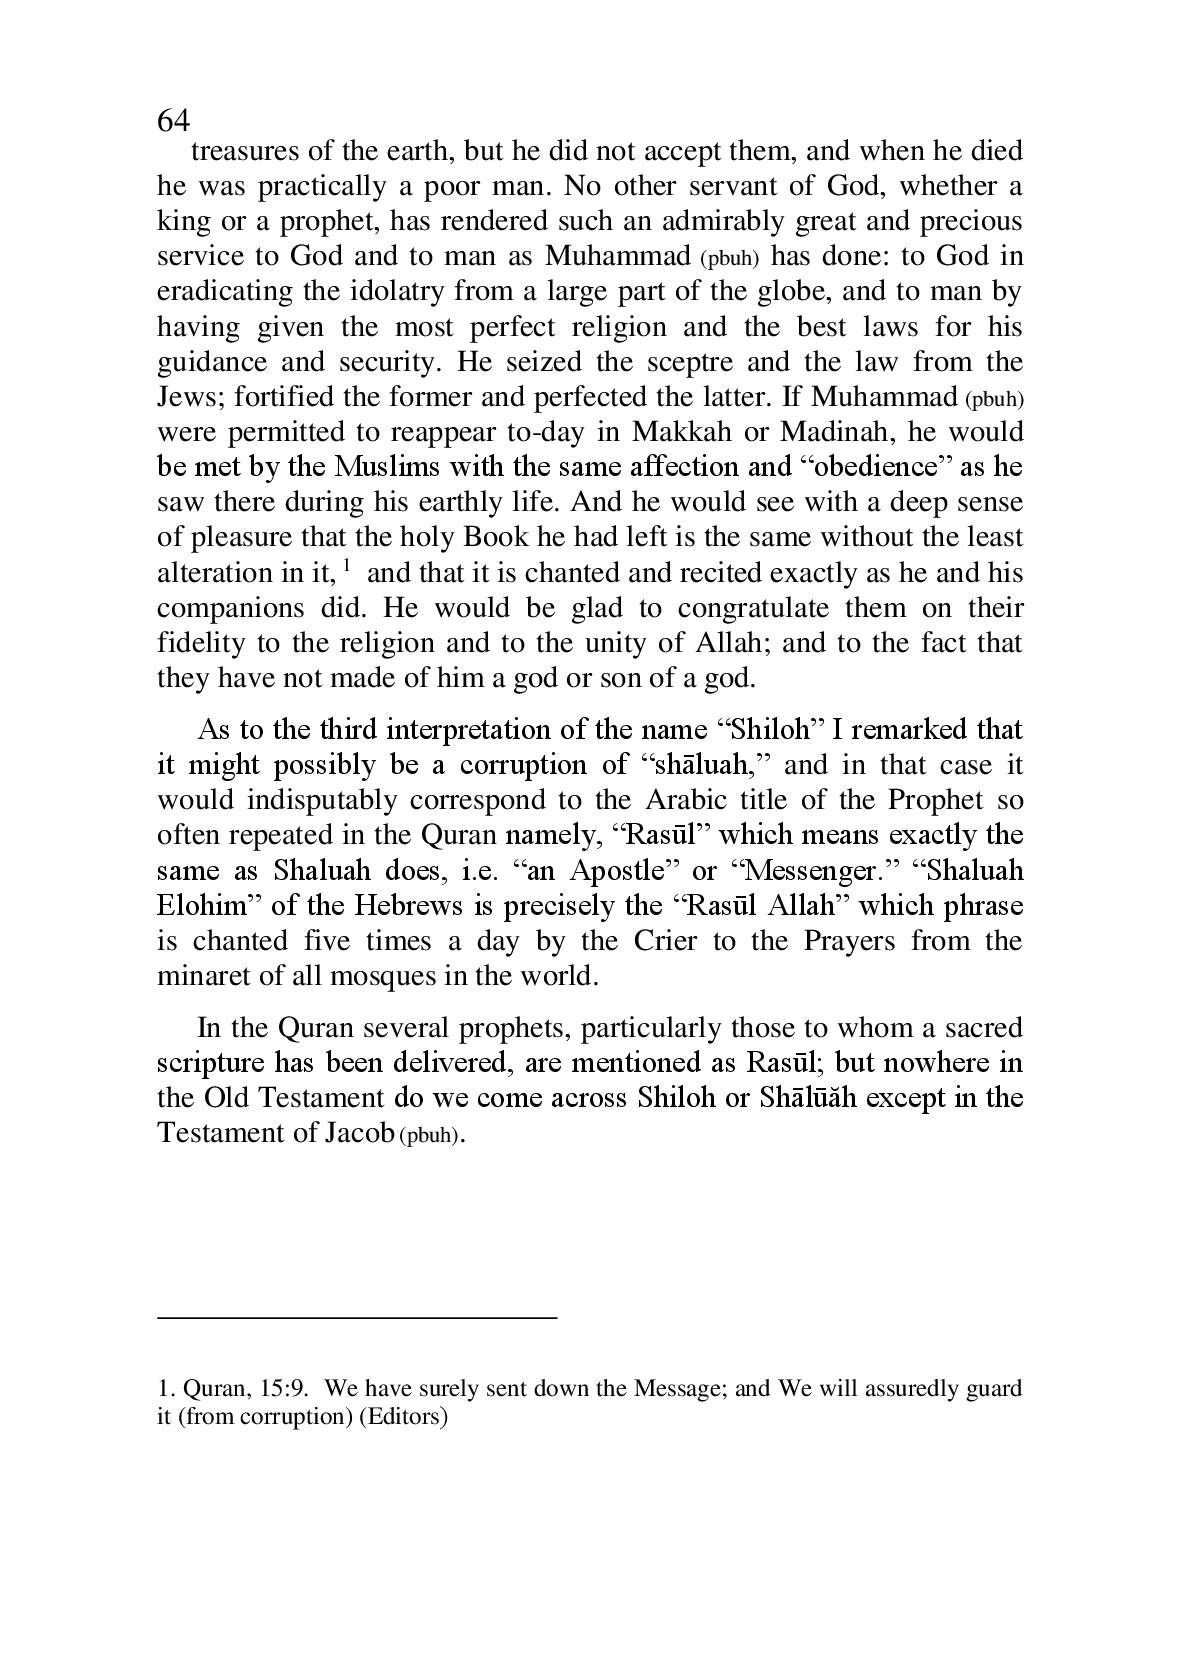 64
treasures of the earth, but he did not accept them, and when he died
he was practically a poor man. No other servant of God, whether a
king or a prophet, has rendered such an admirably great and precious
service to God and to man as Muhammad (pbuh) has done: to God in
eradicating the idolatry from a large part of the globe, and to man by
having given the most perfect religion and the best laws for his
guidance and security. He seized the sceptre and the law from the
Jews; fortified the former and perfected the latter. If Muhammad (pbuh)
were permitted to reappear to-day in Makkah or Madinah, he would
be met by the Muslims with the same affection and “obedience” as he
saw there during his earthly life. And he would see with a deep sense
of pleasure that the holy Book he had left is the same without the least
alteration in it, 1 and that it is chanted and recited exactly as he and his
companions did. He would be glad to congratulate them on their
fidelity to the religion and to the unity of Allah; and to the fact that
they have not made of him a god or son of a god.
As to the third interpretation of the name “Shiloh” I remarked that
it might possibly be a corruption of “shāluah,” and in that case it
would indisputably correspond to the Arabic title of the Prophet so
often repeated in the Quran namely, “Rasūl” which means exactly the
same as Shaluah does, i.e. “an Apostle” or “Messenger.” “Shaluah
Elohim” of the Hebrews is precisely the “Rasūl Allah” which phrase
is chanted five times a day by the Crier to the Prayers from the
minaret of all mosques in the world.
In the Quran several prophets, particularly those to whom a sacred
scripture has been delivered, are mentioned as Rasūl; but nowhere in
the Old Testament do we come across Shiloh or Shālūăh except in the
Testament of Jacob (pbuh).
1. Quran, 15:9. We have surely sent down the Message; and We will assuredly guard
it (from corruption) (Editors)